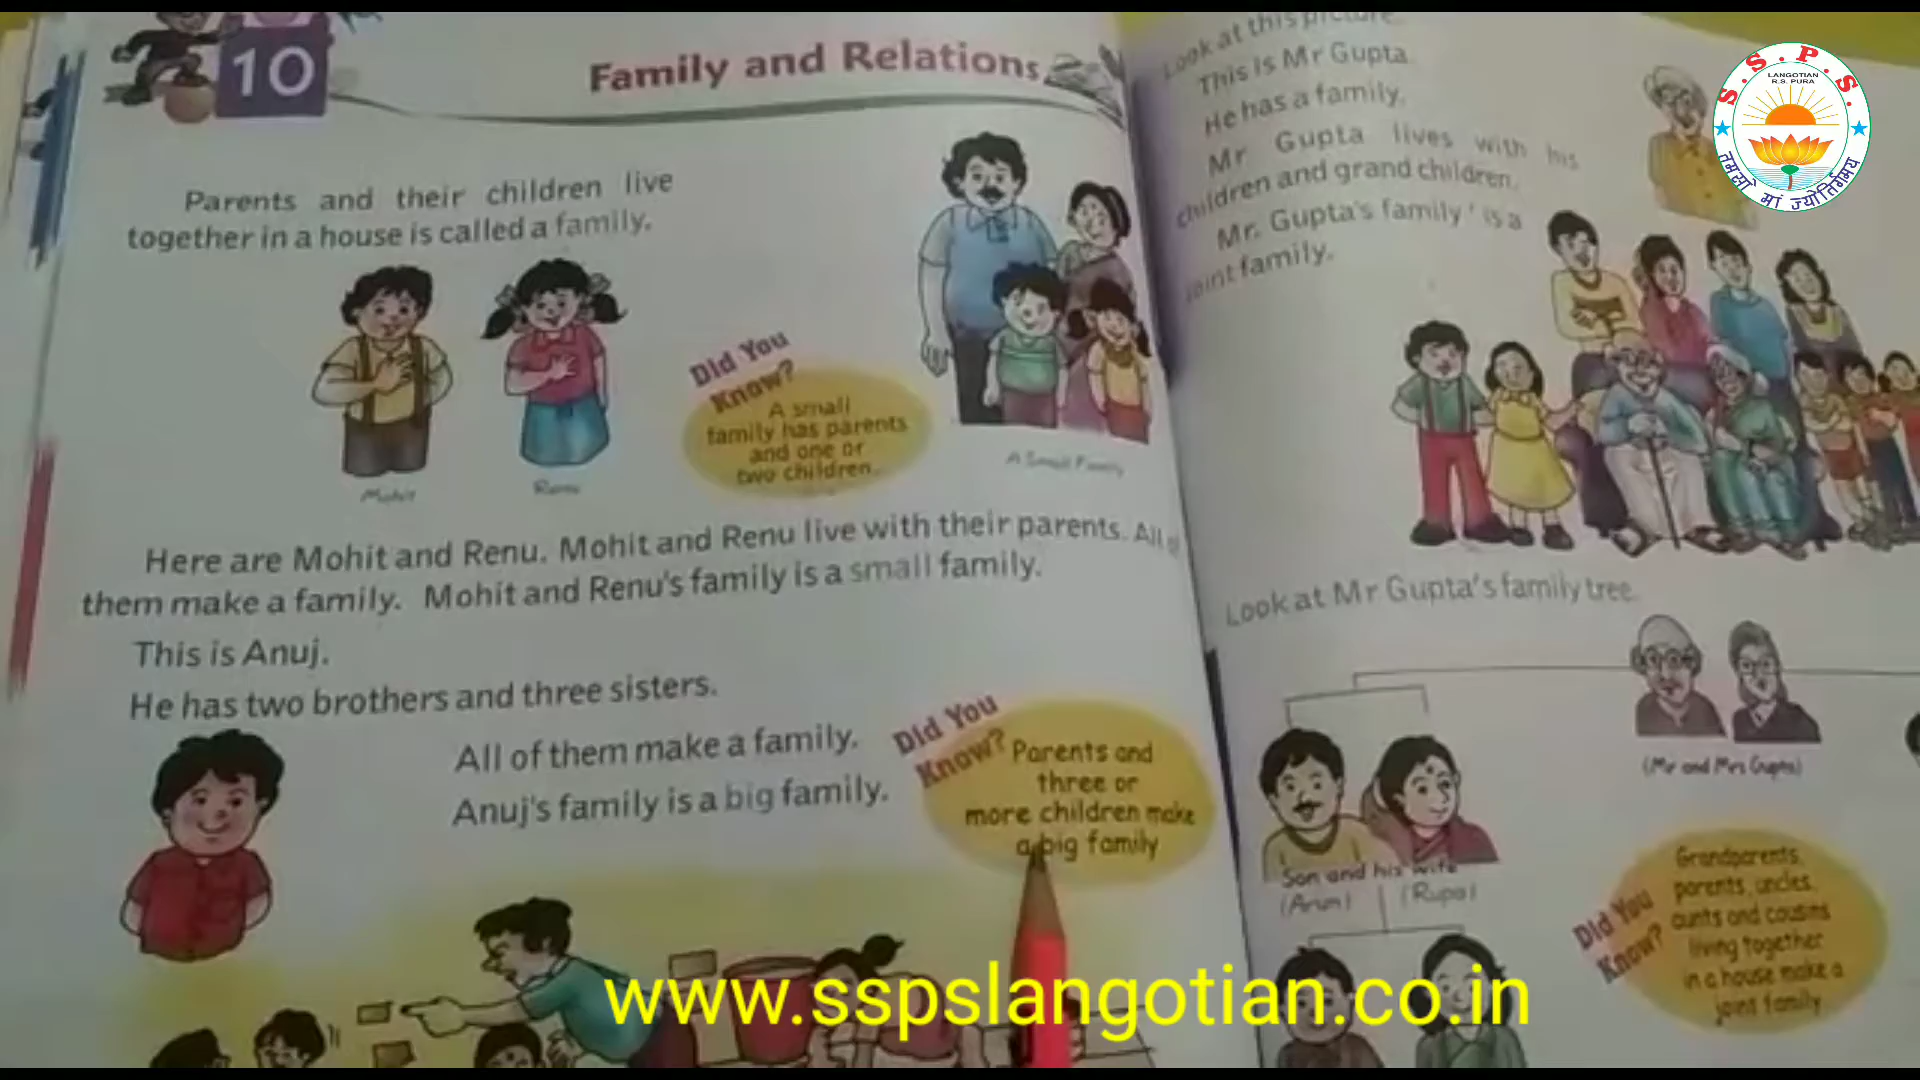 10
Family and Relations
Parents and their children live
together in a house is called a family.
Did You
Know?
A small
family has parents
and one or
two children.
Mohit
Renu
A Small Family
Here are Mohit and Renu. Mohit and Renu live with their parents. All of
them make a family. Mohit and Renu's family is a small family.
This is Anuj.
He has two brothers and three sisters.
All of them make a family.
Anuj's family is a big family.
Did You
Know?
Parents and
three or
more children make
a big family
Look at this picture.
This is Mr Gupta.
He has a family.
Mr Gupta lives with his
children and grand children.
Mr. Gupta's family ' is a
joint family.
Look at Mr Gupta's family tree.
(Mr and Mrs Gupta)
Son and his wife
(Arun) (Rupa)
Did You
Know?
Grandparents,
parents, uncles,
aunts and cousins
living together
in a house make a
joint family
S.S.P.S.
LANGOTIAN
R.S. PURA
तमसो मां ज्योतिर्गमय
www.sspslangotian.co.in